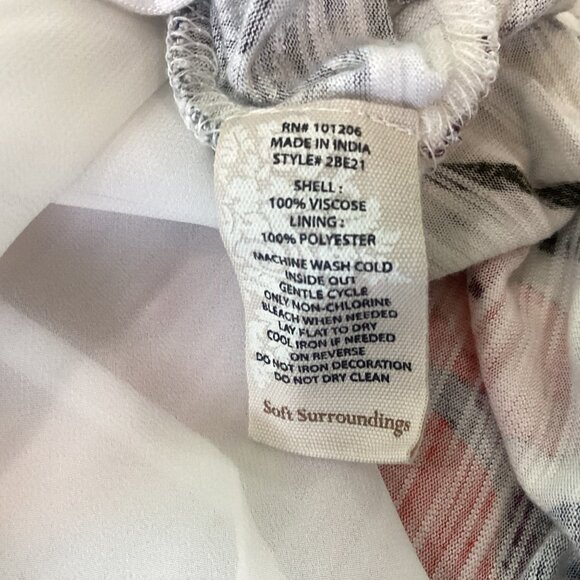 RN# 101206
MADE IN INDIA
STYLE# 2BE21
SHELL :
100% VISCOSE
LINING :
100% POLYESTER
MACHINE WASH COLD
INSIDE OUT
GENTLE CYCLE
ONLY NON-CHLORINE
BLEACH WHEN NEEDED
LAY FLAT TO DRY
COOL IRON IF NEEDED
ON REVERSE
DO NOT IRON DECORATION
DO NOT DRY CLEAN
Soft Surroundings